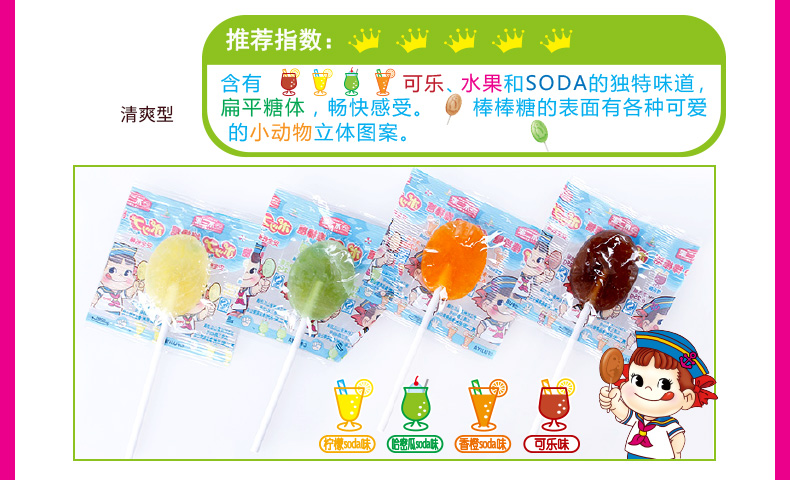 推荐指数：
清爽型
含有 可乐、水果和SODA的独特味道，
扁平糖体，畅快感受。 棒棒糖的表面有各种可爱
的小动物立体图案。
柠檬soda味
哈密瓜soda味
香橙soda味
可乐味